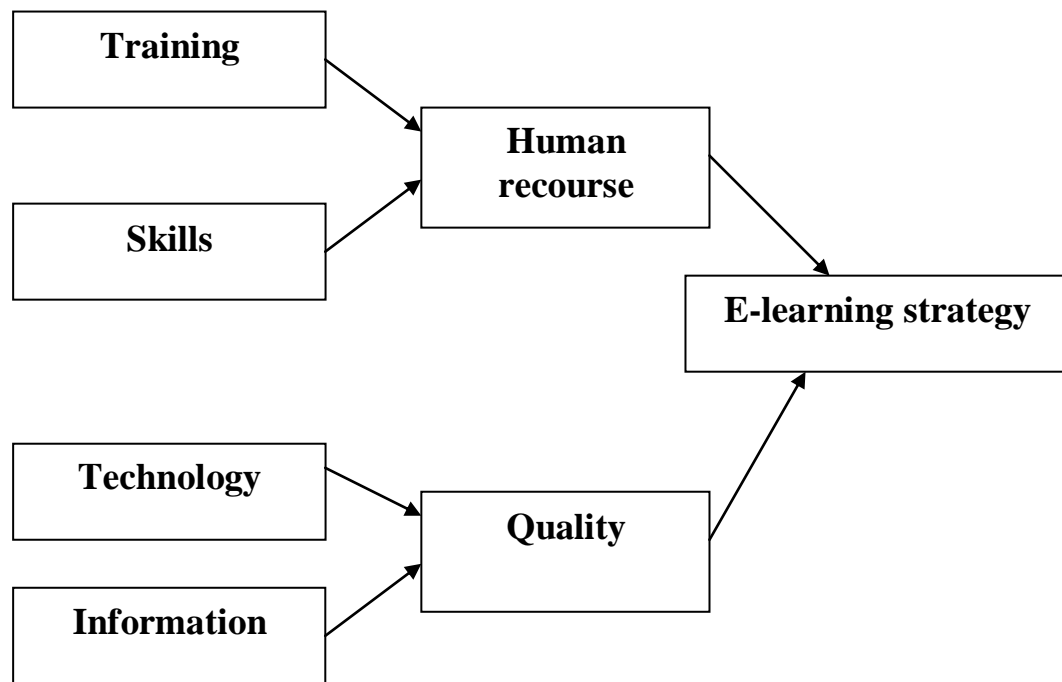 Training
Human
recourse
Skills
E-learning strategy
Technology
Quality
Information